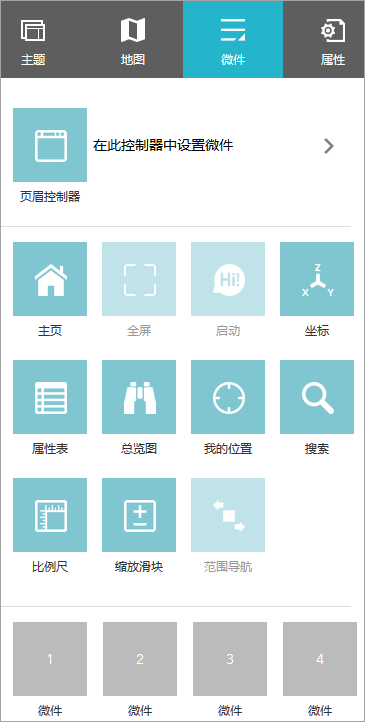 主题 地图 微件 属性
在此控制器中设置微件
页眉控制器
Hi!
Z
X Y
主页 全屏 启动 坐标
属性表 总览图 我的位置 搜索
比例尺 缩放滑块 范围导航
1 2 3 4
微件 微件 微件 微件